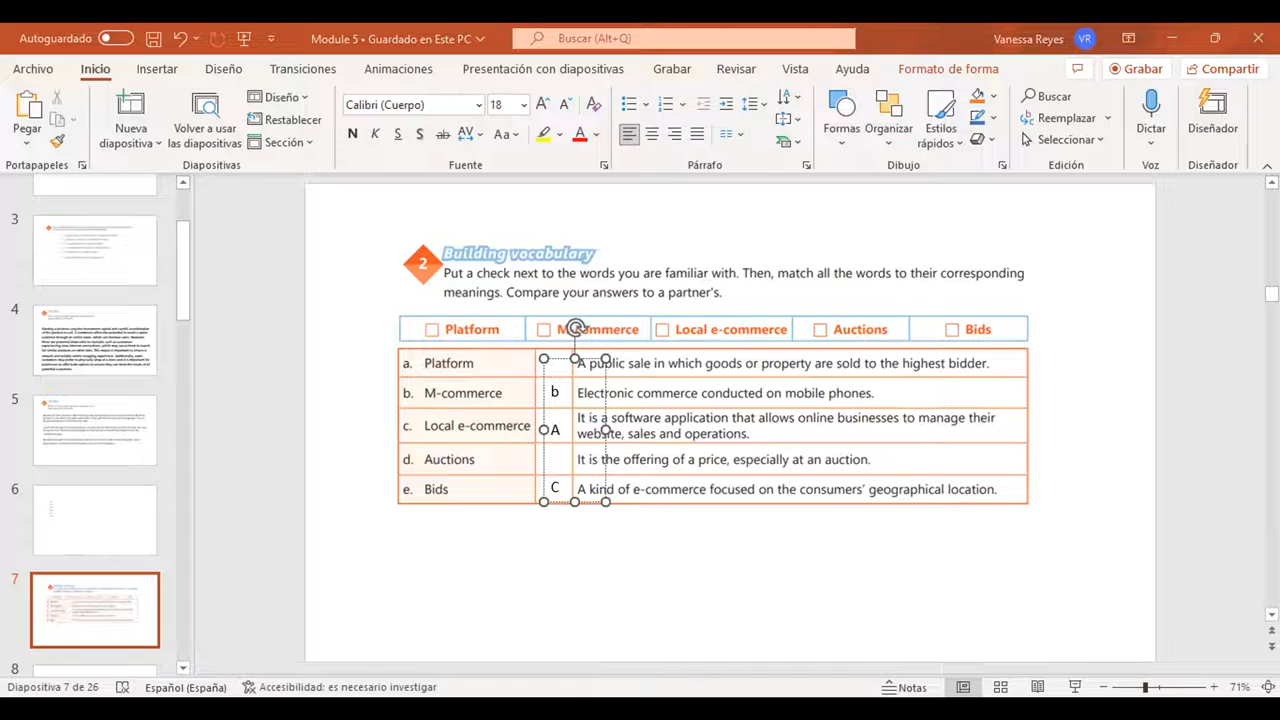 Autoguardado
Module 5 • Guardado en Este PC
Buscar (Alt+Q)
Vanessa Reyes
VR
Archivo Inicio Insertar Diseño Transiciones Animaciones Presentación con diapositivas Grabar Revisar Vista Ayuda Formato de forma
Grabar
Compartir
Pegar
Nueva diapositiva
Volver a usar las diapositivas
Diseño
Restablecer
Sección
Calibri (Cuerpo) 18
N K S S ab AV Aa A
Formas
Organizar
Estilos rápidos
Buscar
Reemplazar
Seleccionar
Dictar
Diseñador
Portapapeles Diapositivas Fuente Párrafo Dibujo Edición Voz Diseñador
3
4
5
6
7
8
2
Building vocabulary
Put a check next to the words you are familiar with. Then, match all the words to their corresponding
meanings. Compare your answers to a partner's.
Platform M-commerce Local e-commerce Auctions Bids
a. Platform A public sale in which goods or property are sold to the highest bidder.
b. M-commerce b Electronic commerce conducted on mobile phones.
c. Local e-commerce A It is a software application that allows online businesses to manage their
website, sales and operations.
d. Auctions It is the offering of a price, especially at an auction.
e. Bids C A kind of e-commerce focused on the consumers' geographical location.
Diapositiva 7 de 26 Español (España) Accesibilidad: es necesario investigar Notas 71%